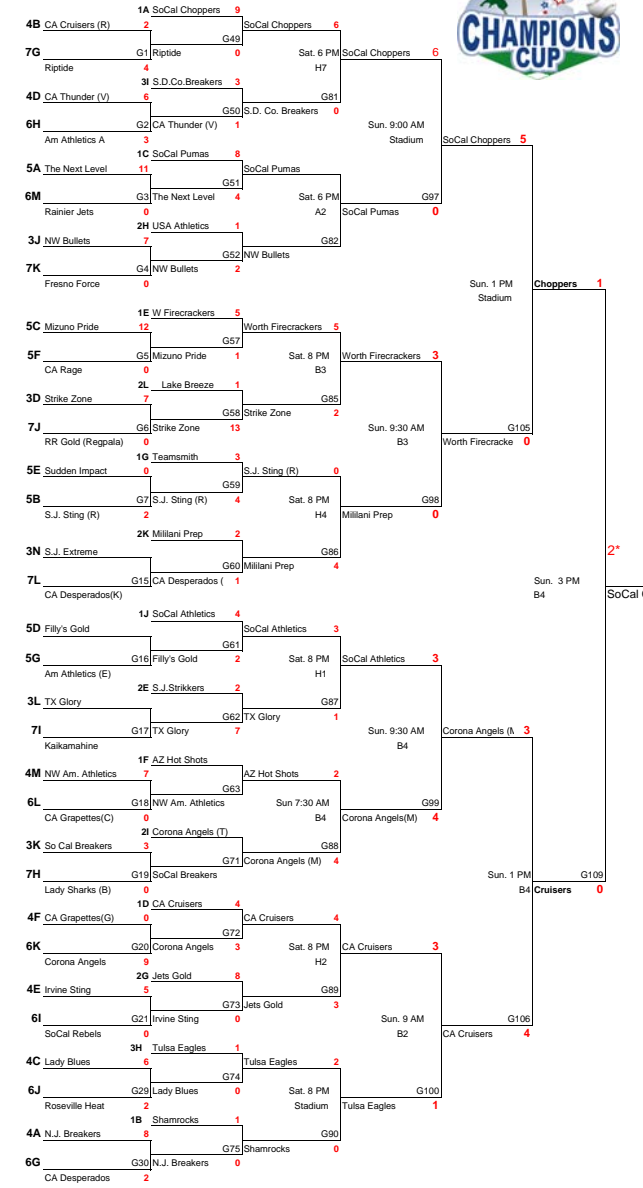 CHAMPIONS
CUP
1A SoCal Choppers 9
4B CA Cruisers (R) 2 SoCal Choppers 6
G49
7G G1 Riptide 0 Sat. 6 PM SoCal Choppers 6
Riptide 4 H7
3I S.D.Co.Breakers 3
4D CA Thunder (V) 6 G81
G50 S.D. Co. Breakers 0
6H G2 CA Thunder (V) 1 Sun. 9:00 AM
Am Athletics A 3 Stadium SoCal Choppers 5
1C SoCal Pumas 8
5A The Next Level 11 SoCal Pumas
G51
6M G3 The Next Level 4 Sat. 6 PM G97
Rainier Jets 0 A2 SoCal Pumas 0
2H USA Athletics 1
3J NW Bullets 7 G82
G52 NW Bullets
7K G4 NW Bullets 2
Fresno Force 0 Sun. 1 PM Choppers 1
Stadium
1E W Firecrackers 5
5C Mizuno Pride 12 Worth Firecrackers 5
G57
5F G5 Mizuno Pride 1 Sat. 8 PM Worth Firecrackers 3
CA Rage 0 B3
2L Lake Breeze 1
3D Strike Zone 7 G85
G58 Strike Zone 2
7J G6 Strike Zone 13 Sun. 9:30 AM G105
RR Gold (Regpala) 0 B3 Worth Firecracke 0
1G Teamsmith 3
5E Sudden Impact 0 S.J. Sting (R) 0
G59
5B G7 S.J. Sting (R) 4 Sat. 8 PM G98
S.J. Sting (R) 2 H4 Mililani Prep 0
2K Mililani Prep 2
3N S.J. Extreme G86 2*
G60 Mililani Prep 4
7L G15 CA Desperados ( 1 Sun. 3 PM
CA Desperados(K) B4 SoCal
1J SoCal Athletics 4
5D Filly's Gold SoCal Athletics 3
G61
5G G16 Filly's Gold 2 Sat. 8 PM SoCal Athletics 3
Am Athletics (E) H1
2E S.J.Strikkers 2
3L TX Glory G87
G62 TX Glory 1
7I G17 TX Glory 7 Sun. 9:30 AM Corona Angels (M 3
Kaikamahine B4
1F AZ Hot Shots
4M NW Am. Athletics 7 AZ Hot Shots 2
G63
6L G18 NW Am. Athletics Sun 7:30 AM G99
CA Grapettes(C) 0 B4 Corona Angels(M) 4
2I Corona Angels (T)
3K So Cal Breakers 3 G88
G71 Corona Angels (M) 4
7H G19 SoCal Breakers Sun. 1 PM G109
Lady Sharks (B) 0 B4 Cruisers 0
1D CA Cruisers 4
4F CA Grapettes(G) 0 CA Cruisers 4
G72
6K G20 Corona Angels 3 Sat. 8 PM CA Cruisers 3
Corona Angels 9 H2
2G Jets Gold 8
4E Irvine Sting 5 G89
G73 Jets Gold 3
6I G21 Irvine Sting 0 Sun. 9 AM G106
SoCal Rebels 0 B2 CA Cruisers 4
3H Tulsa Eagles 1
4C Lady Blues 6 Tulsa Eagles 2
G74
6J G29 Lady Blues 0 Sat. 8 PM G100
Roseville Heat 2 Stadium Tulsa Eagles 1
1B Shamrocks 1
4A N.J. Breakers 8 G90
G75 Shamrocks 0
6G G30 N.J. Breakers 0
CA Desperados 2